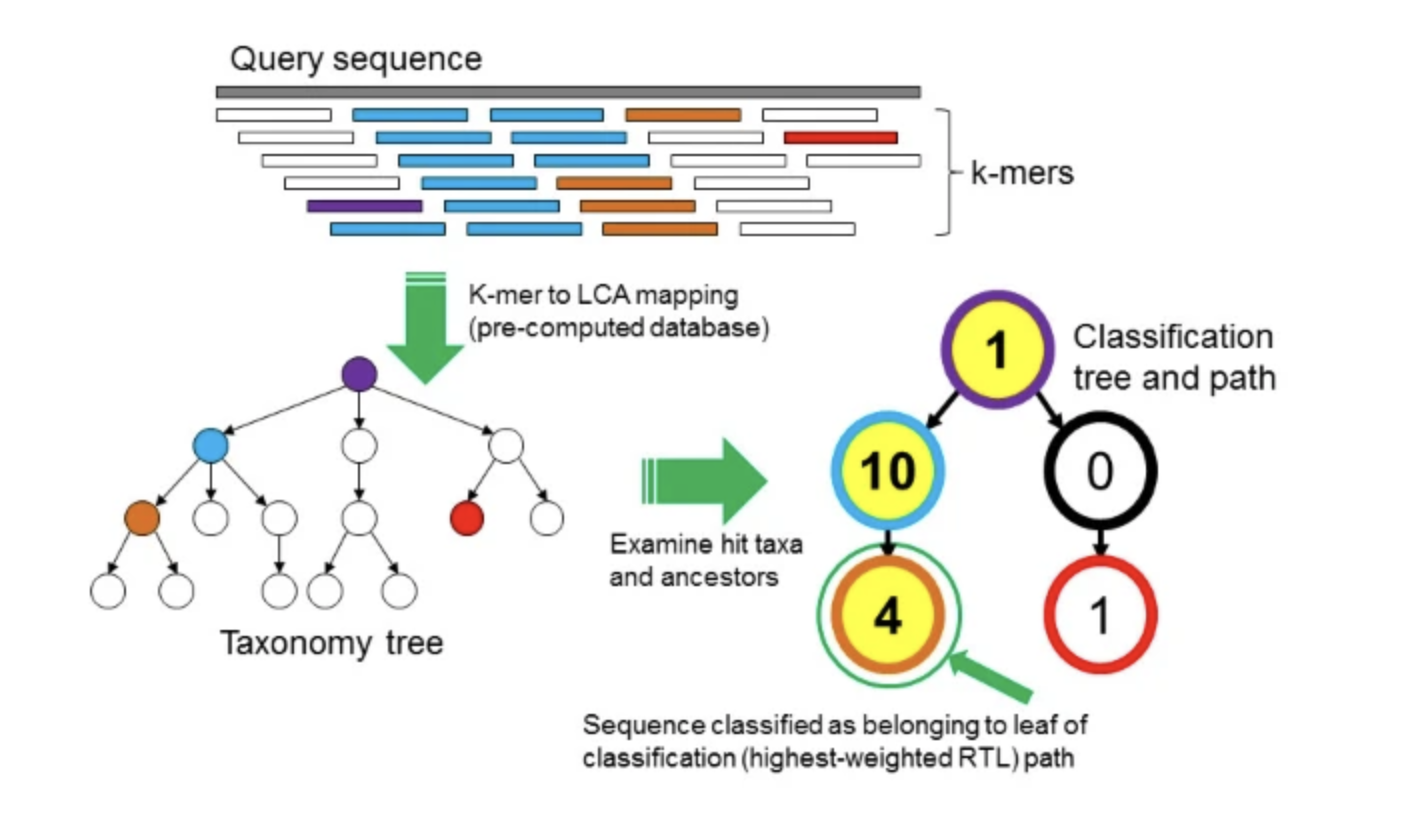 Query sequence
k-mers
K-mer to LCA mapping
(pre-computed database)
Classification
tree and path
1
10
0
4
1
Examine hit taxa
and ancestors
Taxonomy tree
Sequence classified as belonging to leaf of
classification (highest-weighted RTL) path